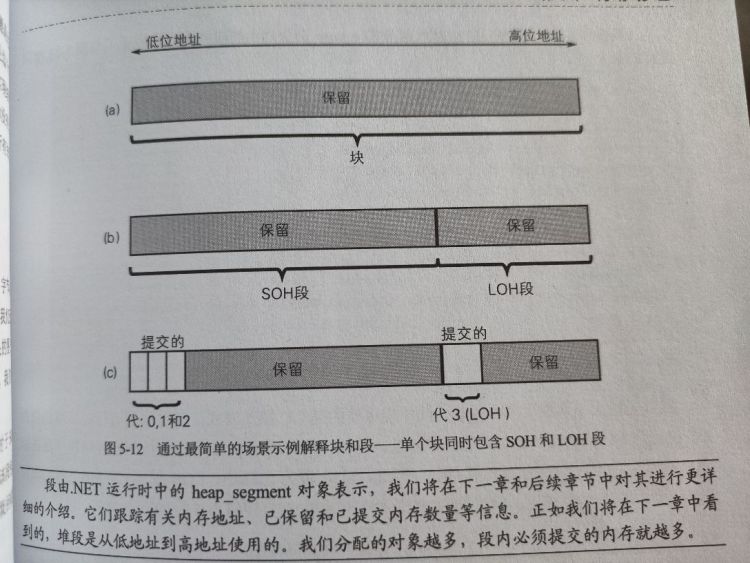 低位地址 高位地址
(a) 保留
块
(b) 保留 保留
SOH段 LOH段
提交的 提交的
(c) 保留 保留
代: 0,1和2 代 3 (LOH)
图 5-12 通过最简单的场景示例解释块和段——单个块同时包含 SOH 和 LOH 段
段由.NET 运行时中的 heap_segment 对象表示，我们将在下一章和后续章节中对其进行更详
细的介绍。它们跟踪有关内存地址、已保留和已提交内存数量等信息。正如我们将在下一章中看
到的，堆段是从低地址到高地址使用的。我们分配的对象越多，段内必须提交的内存就越多。